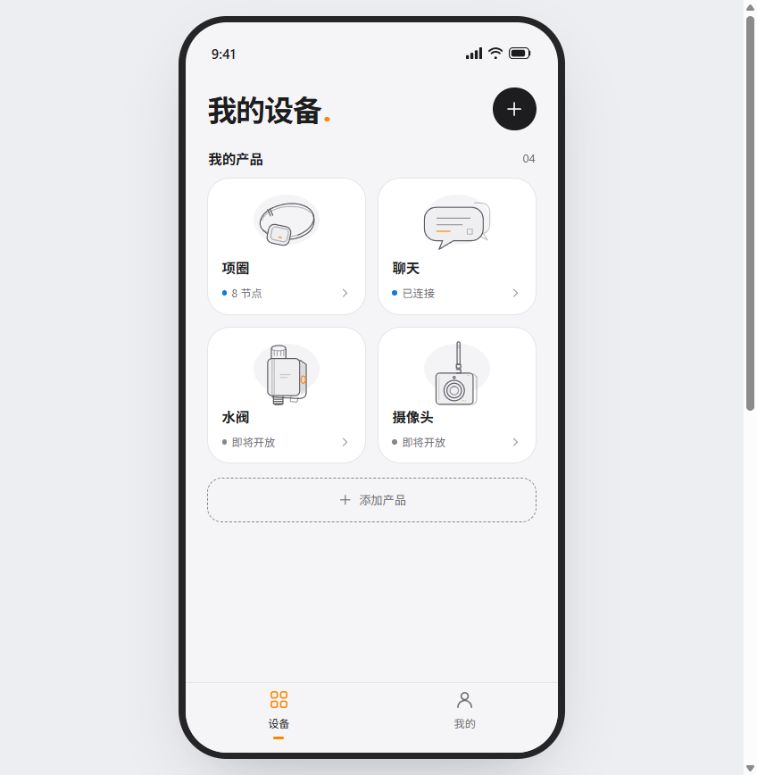 9:41
我的设备.
我的产品
04
项圈
8 节点
聊天
已连接
水阀
即将开放
摄像头
即将开放
添加产品
设备
我的